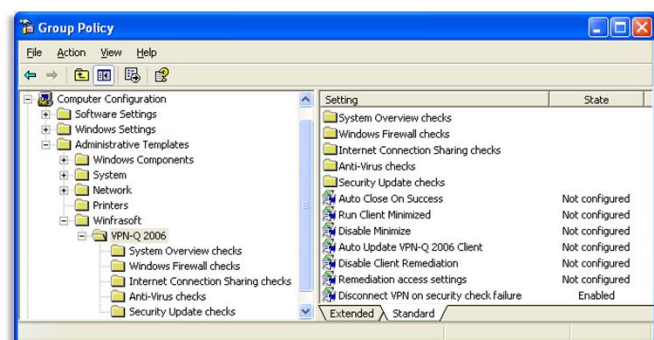 Group Policy
File Action View Help
Computer Configuration
Software Settings
Windows Settings
Administrative Templates
Windows Components
System
Network
Printers
Winfrasoft
VPN-Q 2006
System Overview checks
Windows Firewall checks
Internet Connection Sharing checks
Anti-Virus checks
Security Update checks
Setting State
System Overview checks
Windows Firewall checks
Internet Connection Sharing checks
Anti-Virus checks
Security Update checks
Auto Close On Success Not configured
Run Client Minimized Not configured
Disable Minimize Not configured
Auto Update VPN-Q 2006 Client Not configured
Disable Client Remediation Not configured
Remediation access settings Not configured
Disconnect VPN on security check failure Enabled
Extended Standard